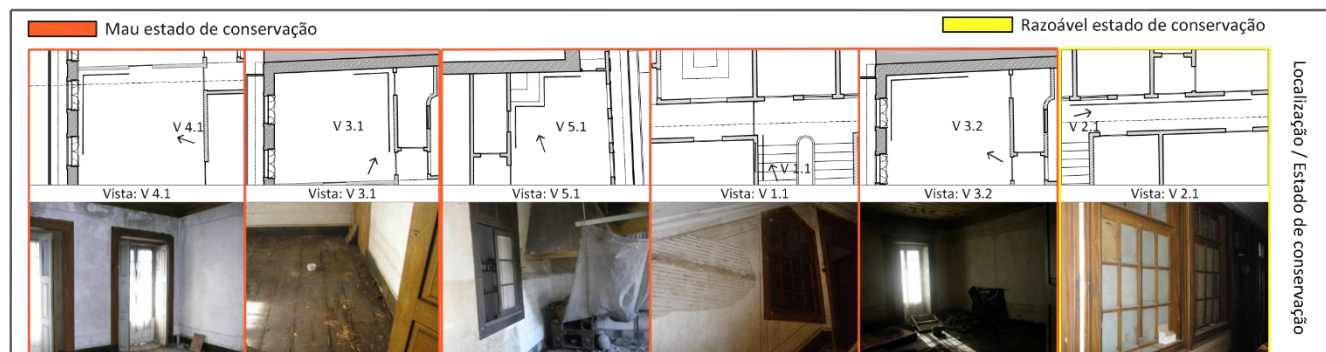 Mau estado de conservação
Razoável estado de conservação
V 4.1
V 3.1
V 5.1
V 1.1
V 3.2
V 2.1
Vista: V 4.1
Vista: V 3.1
Vista: V 5.1
Vista: V 1.1
Vista: V 3.2
Vista: V 2.1
Localização / Estado de conservação